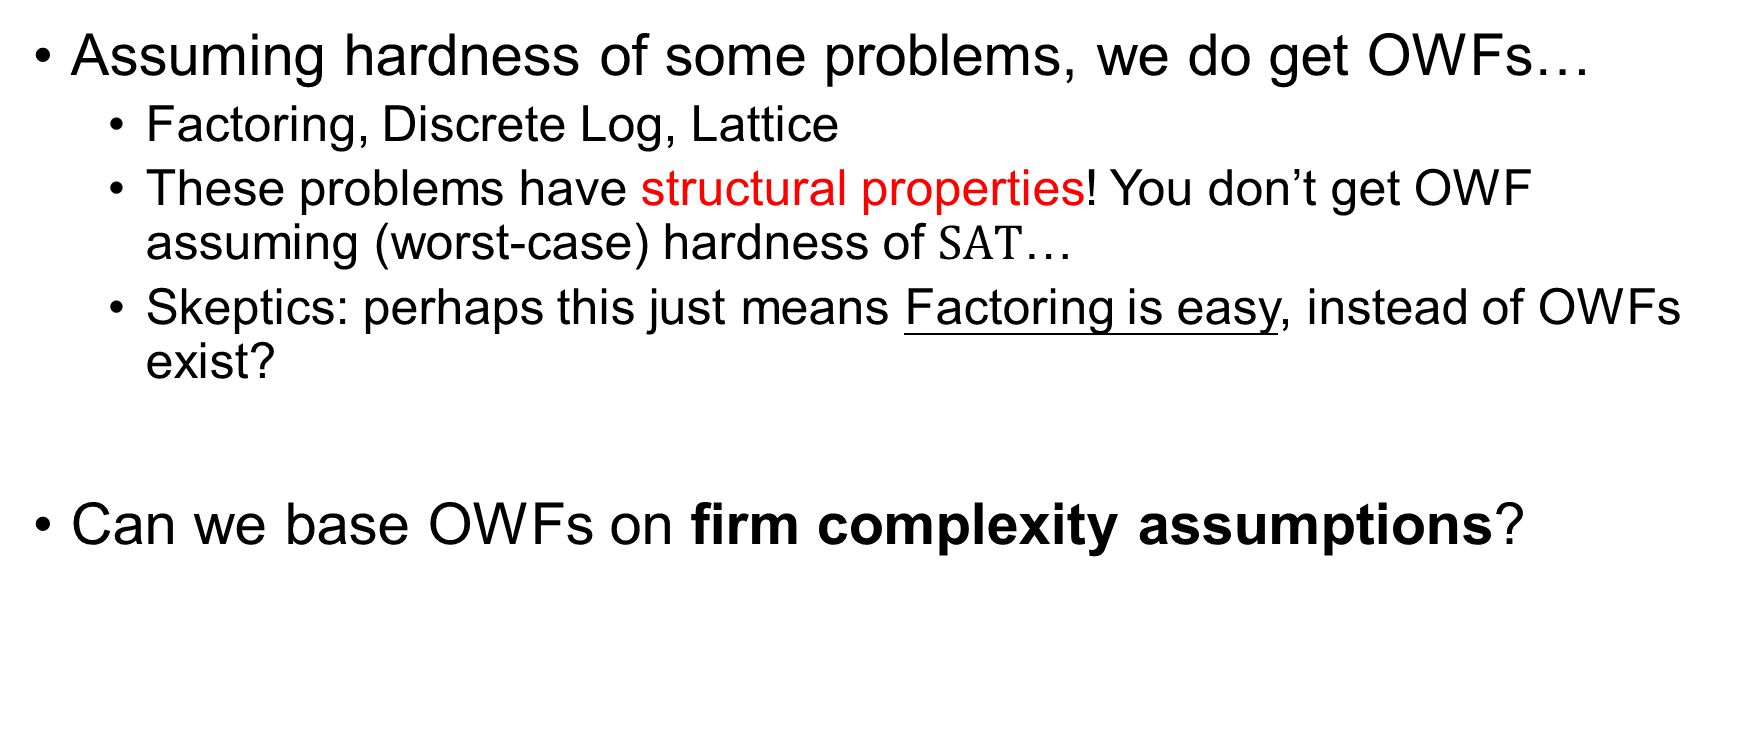 • Assuming hardness of some problems, we do get OWFs…
• Factoring, Discrete Log, Lattice
• These problems have structural properties! You don’t get OWF
assuming (worst-case) hardness of SAT…
• Skeptics: perhaps this just means Factoring is easy, instead of OWFs
exist?
• Can we base OWFs on firm complexity assumptions?